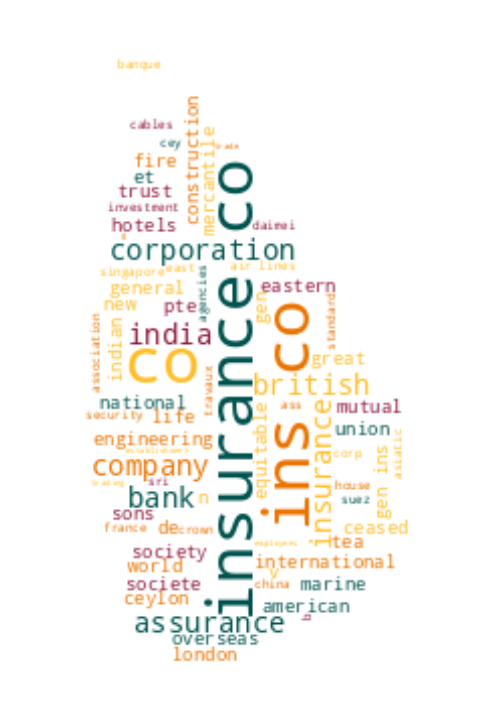 banque
cables
construction
cey
mercantile
trade
fire
et
trust
investment
hotels
daimei
insurance co
corporation
singapore
east
air lines
agencies
general
eastern
new
pte
gen
standard
india
ins co
association
indian
co
great
travaux
british
national
ass
mutual
security
life
equitable
insurance
union
engineering
asiatic
establishment
corp
company
gen ins
trading
sri
house
bank
n
suez
sons
france
de
crown
ceased
employees
tea
society
world
international
v
societe
china
marine
ceylon
american
assurance
overseas
london